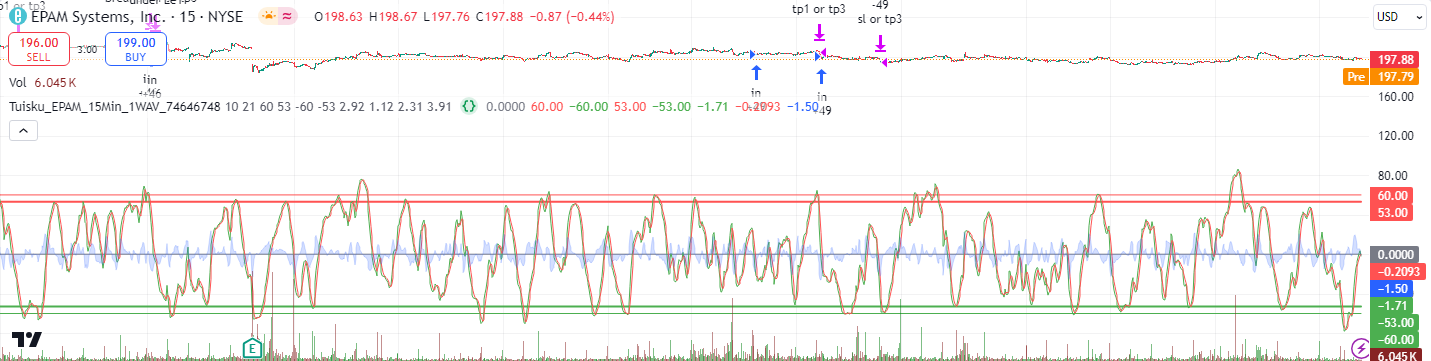 or tp3
EPAM Systems, Inc. · 15 · NYSE
O198.63 H198.67 L197.76 C197.88 −0.87 (−0.44%)
tp1 or tp3
-49
sl or tp3
USD
196.00
SELL
3.00
199.00
BUY
197.88
Pre 197.79
Vol 6.045 K
in
+46
in
in
+49
160.00
Tuisku_EPAM_15Min_1WAV_74646748 10 21 60 53 -60 -53 2.92 1.12 2.31 3.91 {} 0.0000 60.00 −60.00 53.00 −53.00 −1.71 −0.2093 −1.50
120.00
80.00
60.00
53.00
0.0000
−0.2093
−1.50
−1.71
−53.00
−60.00
E
6.045 K